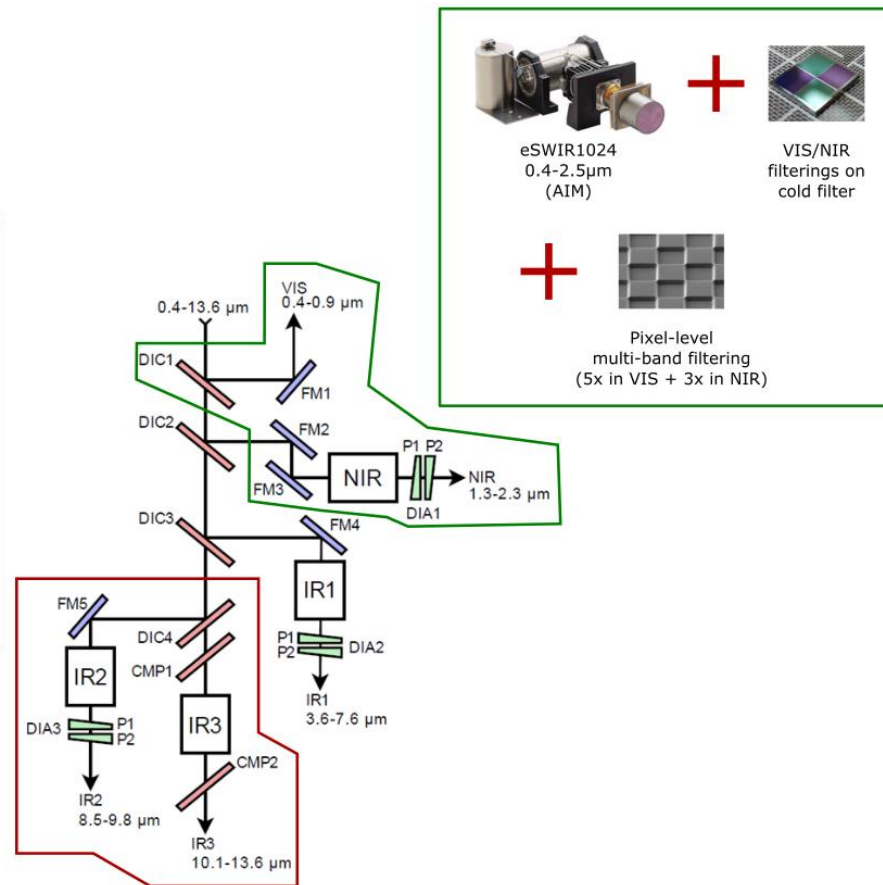 eSWIR1024
0.4-2.5µm
(AIM)
VIS/NIR
filterings on
cold filter
Pixel-level
multi-band filtering
(5x in VIS + 3x in NIR)
0.4-13.6 µm
VIS
0.4-0.9 µm
DIC1
FM1
DIC2
FM2
FM3
NIR
P1 P2
DIA1
NIR
1.3-2.3 µm
DIC3
FM4
IR1
P1
P2
DIA2
IR1
3.6-7.6 µm
FM5
DIC4
CMP1
IR2
DIA3
P1
P2
IR2
8.5-9.8 µm
IR3
CMP2
IR3
10.1-13.6 µm